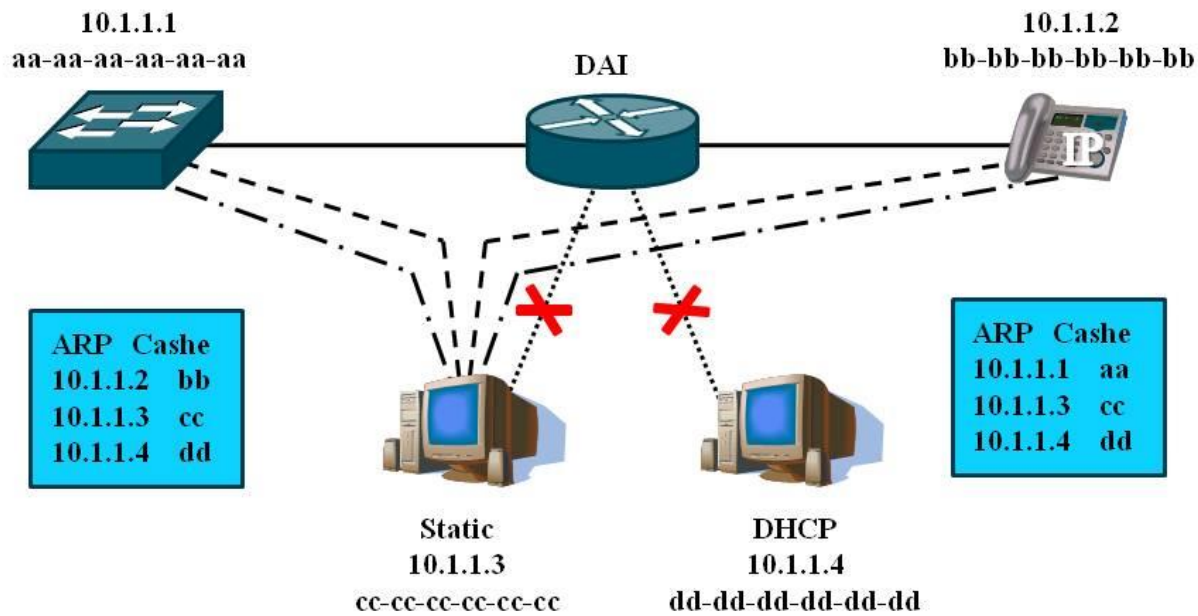 10.1.1.1
aa-aa-aa-aa-aa-aa
DAI
10.1.1.2
bb-bb-bb-bb-bb-bb
IP
ARP Cashe
10.1.1.2 bb
10.1.1.3 cc
10.1.1.4 dd
ARP Cashe
10.1.1.1 aa
10.1.1.3 cc
10.1.1.4 dd
Static
10.1.1.3
cc-cc-cc-cc-cc-cc
DHCP
10.1.1.4
dd-dd-dd-dd-dd-dd